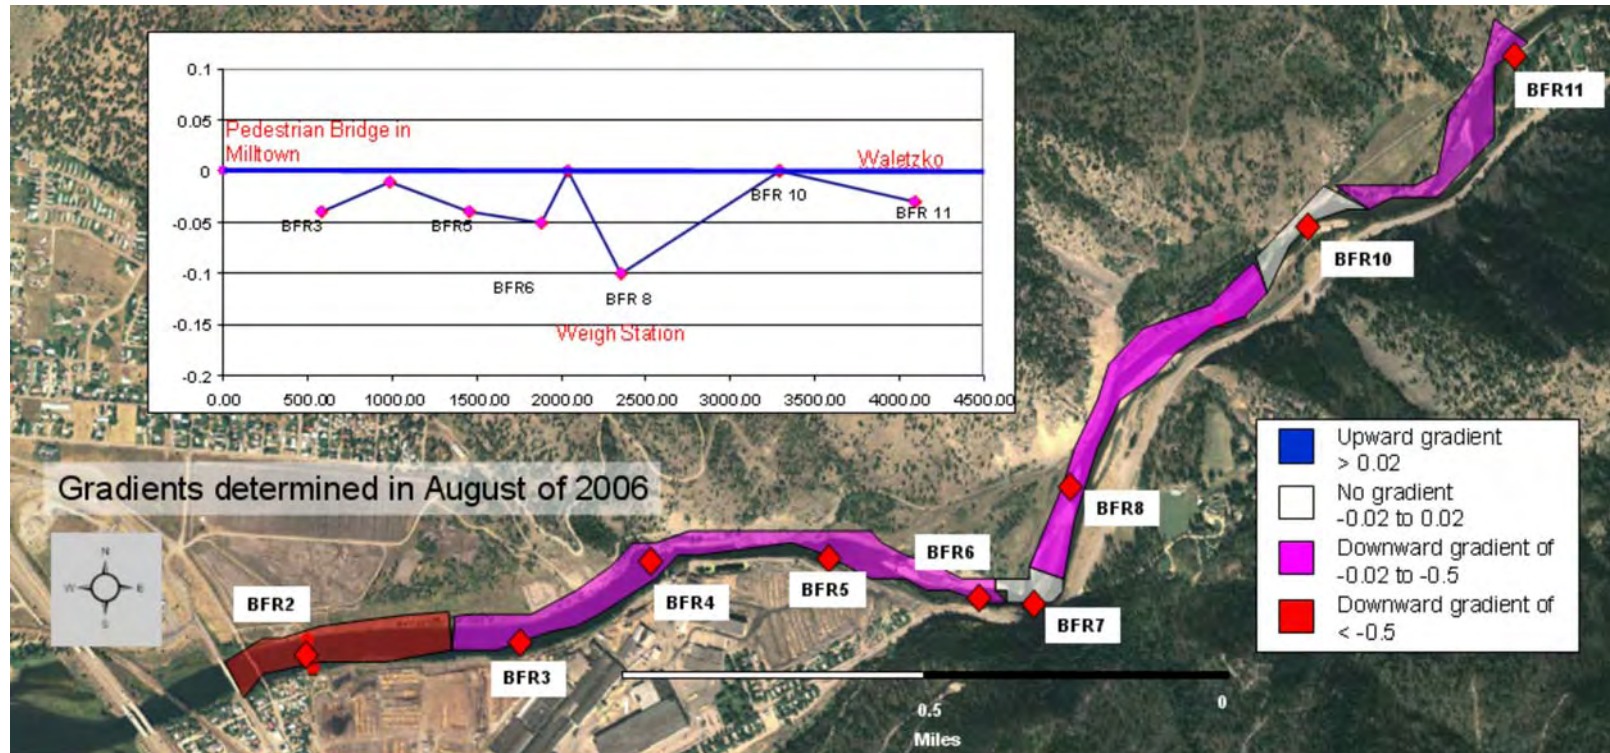 0.1
0.05
0
-0.05
-0.1
-0.15
-0.2
0.00
500.00
1000.00
1500.00
2000.00
2500.00
3000.00
3500.00
4000.00
4500.00
Pedestrian Bridge in
Milltown
Waletzko
BFR3
BFR5
BFR6
BFR 8
BFR 10
BFR 11
Weigh Station
BFR11
BFR10
BFR8
BFR6
BFR7
BFR5
BFR4
BFR3
BFR2
Gradients determined in August of 2006
N
W
E
S
Upward gradient
> 0.02
No gradient
-0.02 to 0.02
Downward gradient of
-0.02 to -0.5
Downward gradient of
< -0.5
1
0.5
0
Miles